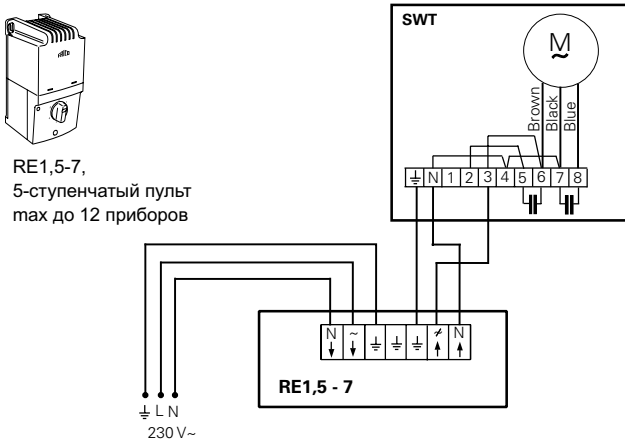 RE1,5-7,
5-ступенчатый пульт
max до 12 приборов
SWT
M
~
Brown
Black
Blue
N 1 2 3 4 5 6 7 8
N ~ N
RE1,5 - 7
L N
230 V~